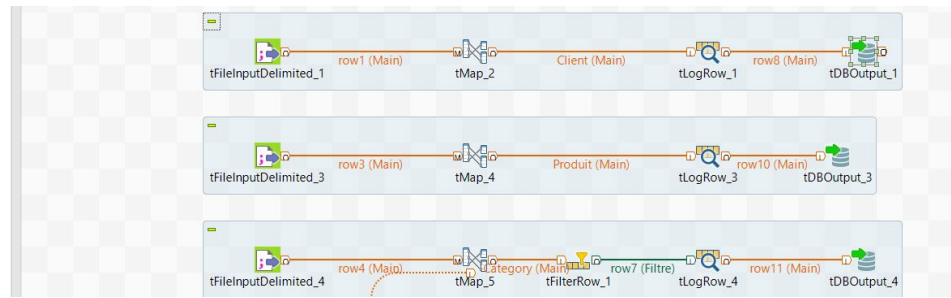 row1 (Main) Client (Main) row8 (Main)
tFileInputDelimited_1 tMap_2 tLogRow_1 tDBOutput_1
row3 (Main) Produit (Main) row10 (Main)
tFileInputDelimited_3 tMap_4 tLogRow_3 tDBOutput_3
row4 (Main) Category (Main) row7 (Filtre) row11 (Main)
tFileInputDelimited_4 tMap_5 tFilterRow_1 tLogRow_4 tDBOutput_4